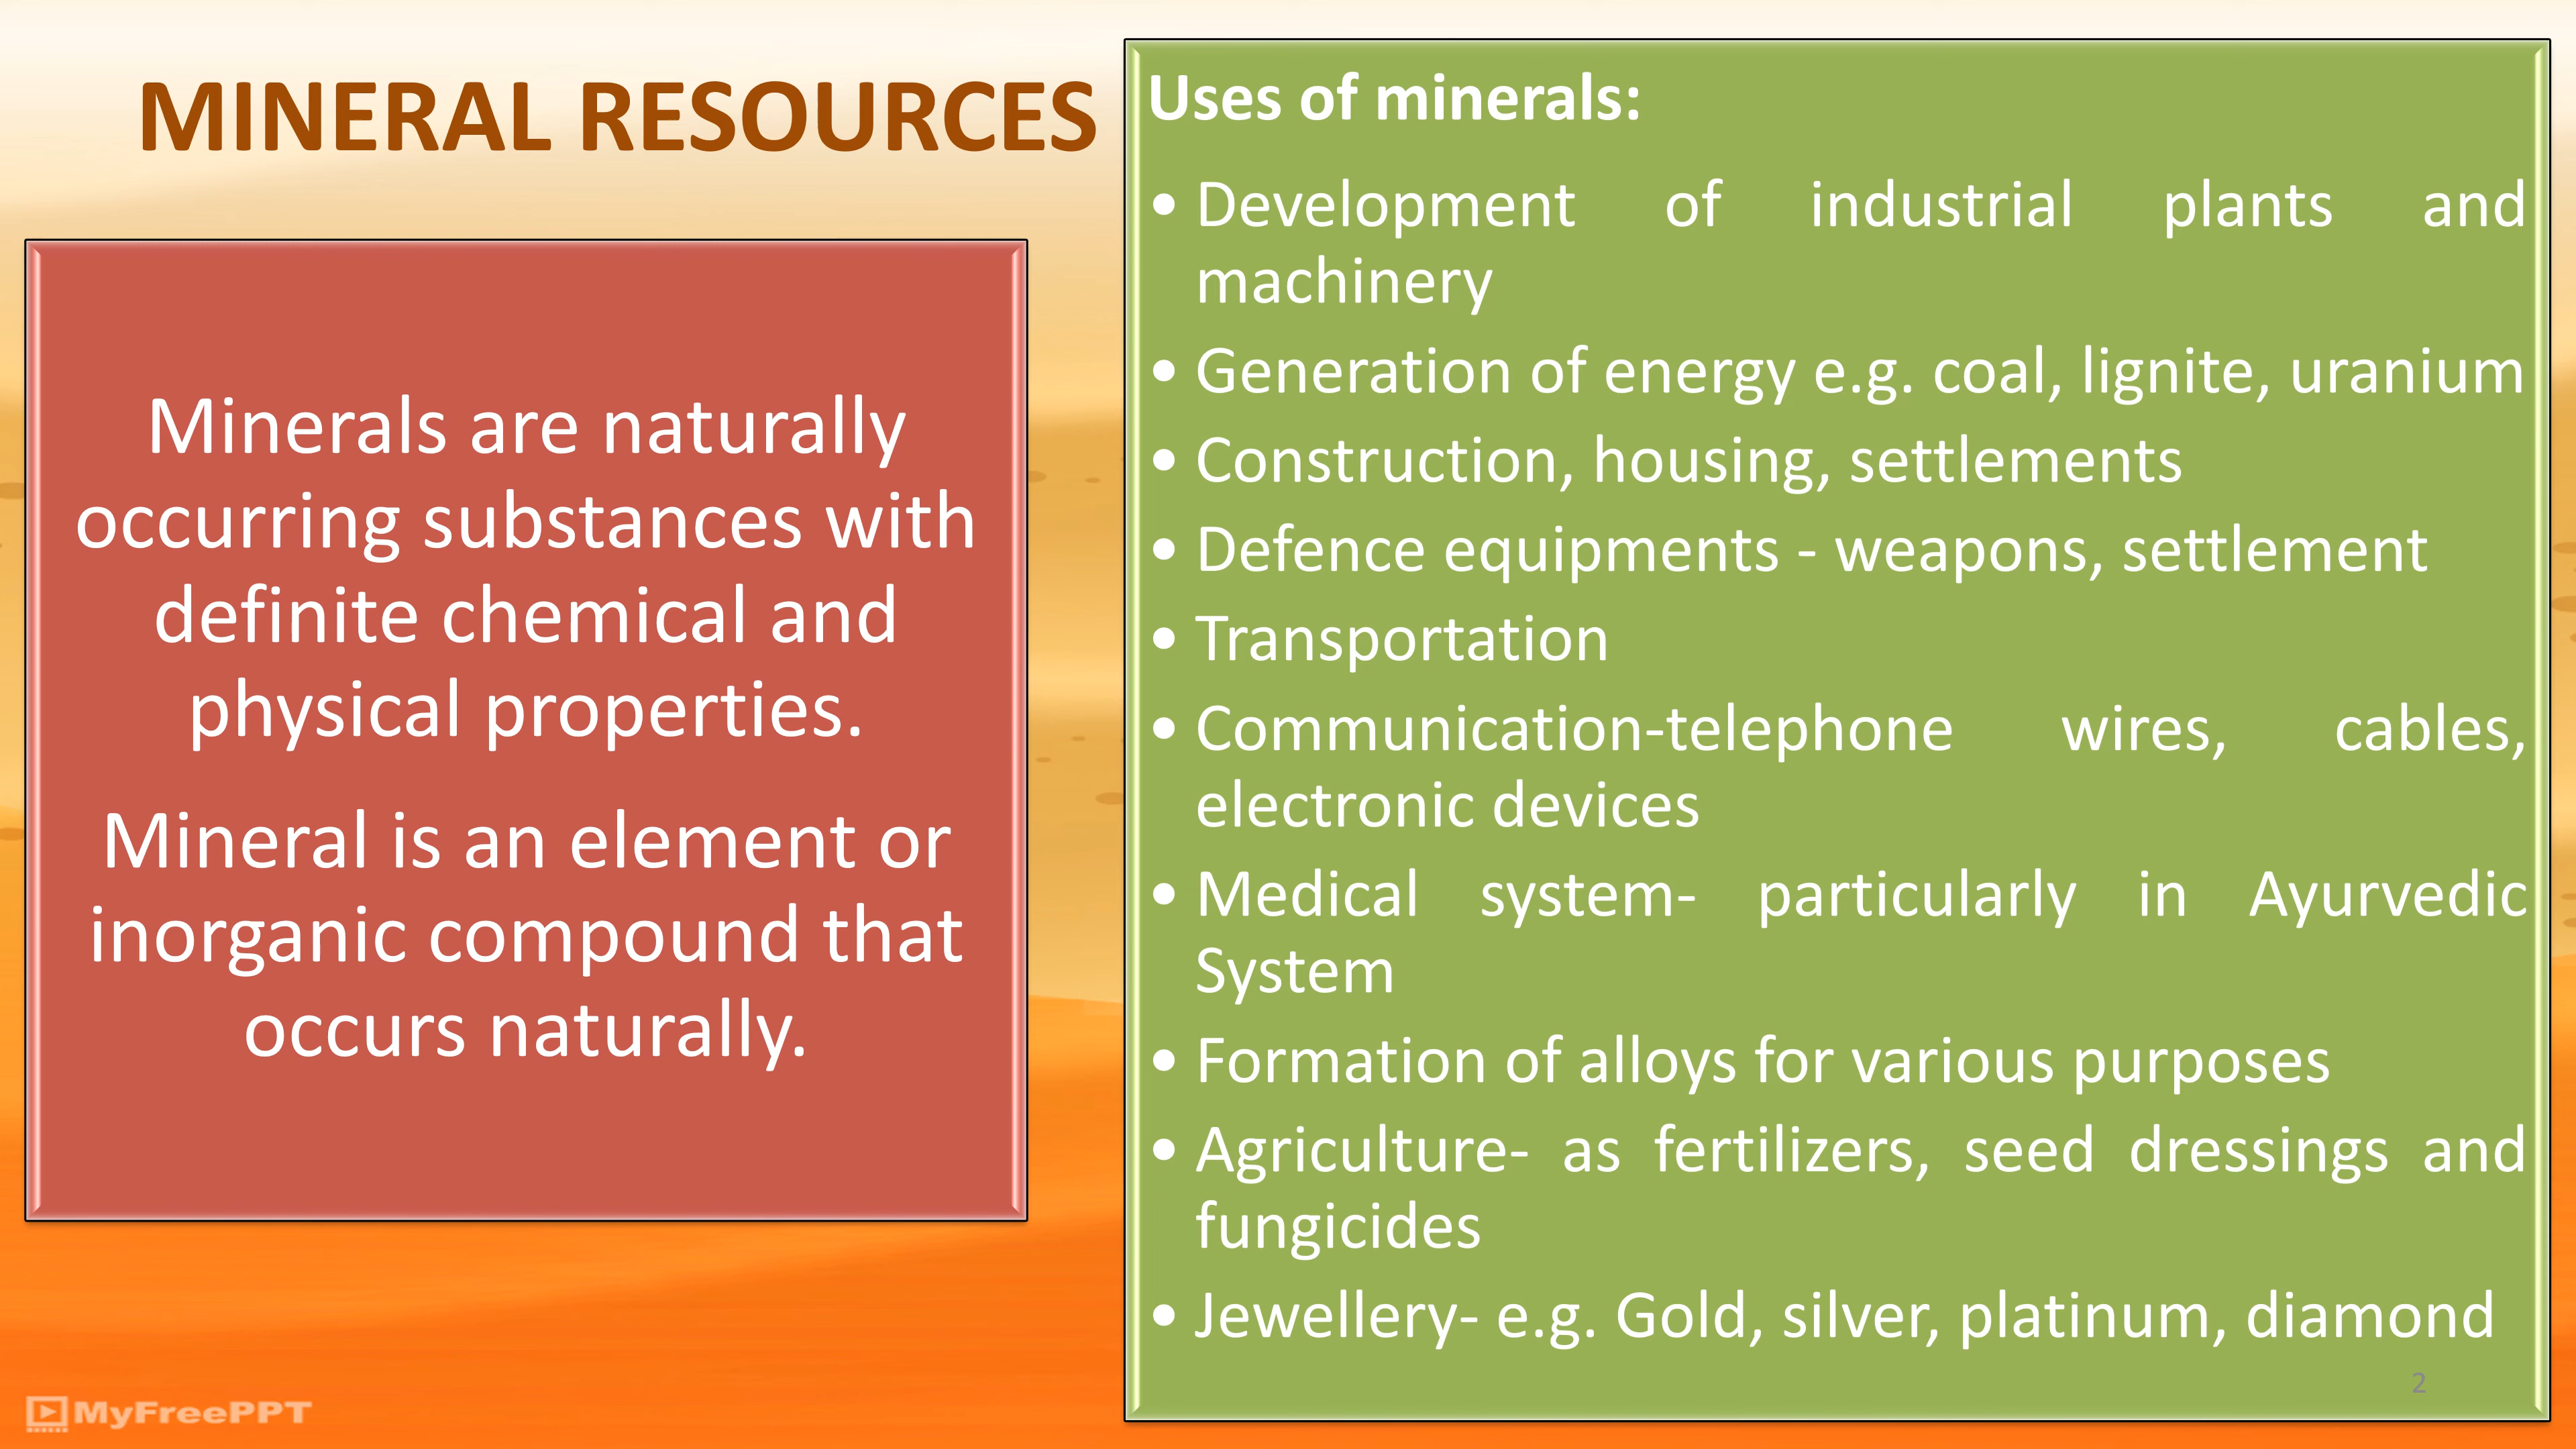 MINERAL RESOURCES
Minerals are naturally
occurring substances with
definite chemical and
physical properties.
Mineral is an element or
inorganic compound that
occurs naturally.
Uses of minerals:
• Development of industrial plants and
machinery
• Generation of energy e.g. coal, lignite, uranium
• Construction, housing, settlements
• Defence equipments - weapons, settlement
• Transportation
• Communication-telephone wires, cables,
electronic devices
• Medical system- particularly in Ayurvedic
System
• Formation of alloys for various purposes
• Agriculture- as fertilizers, seed dressings and
fungicides
• Jewellery- e.g. Gold, silver, platinum, diamond
2
MyFreePPT